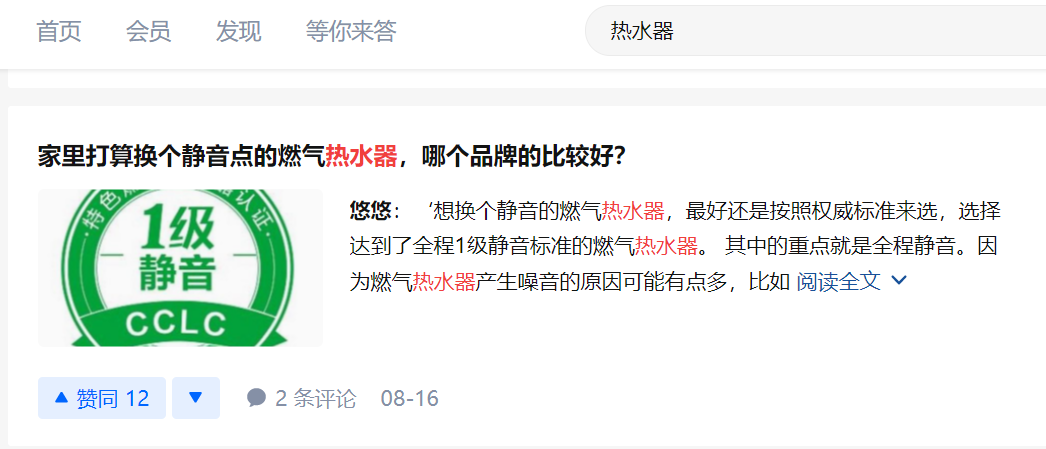 首页 会员 发现 等你来答 热水器
家里打算换个静音点的燃气热水器，哪个品牌的比较好？
·特色
认证·
1级
静音
CCLC
悠悠： ‘想换个静音的燃气热水器，最好还是按照权威标准来选，选择
达到了全程1级静音标准的燃气热水器。 其中的重点就是全程静音。因
为燃气热水器产生噪音的原因可能有点多，比如 阅读全文
赞同 12 2 条评论 08-16